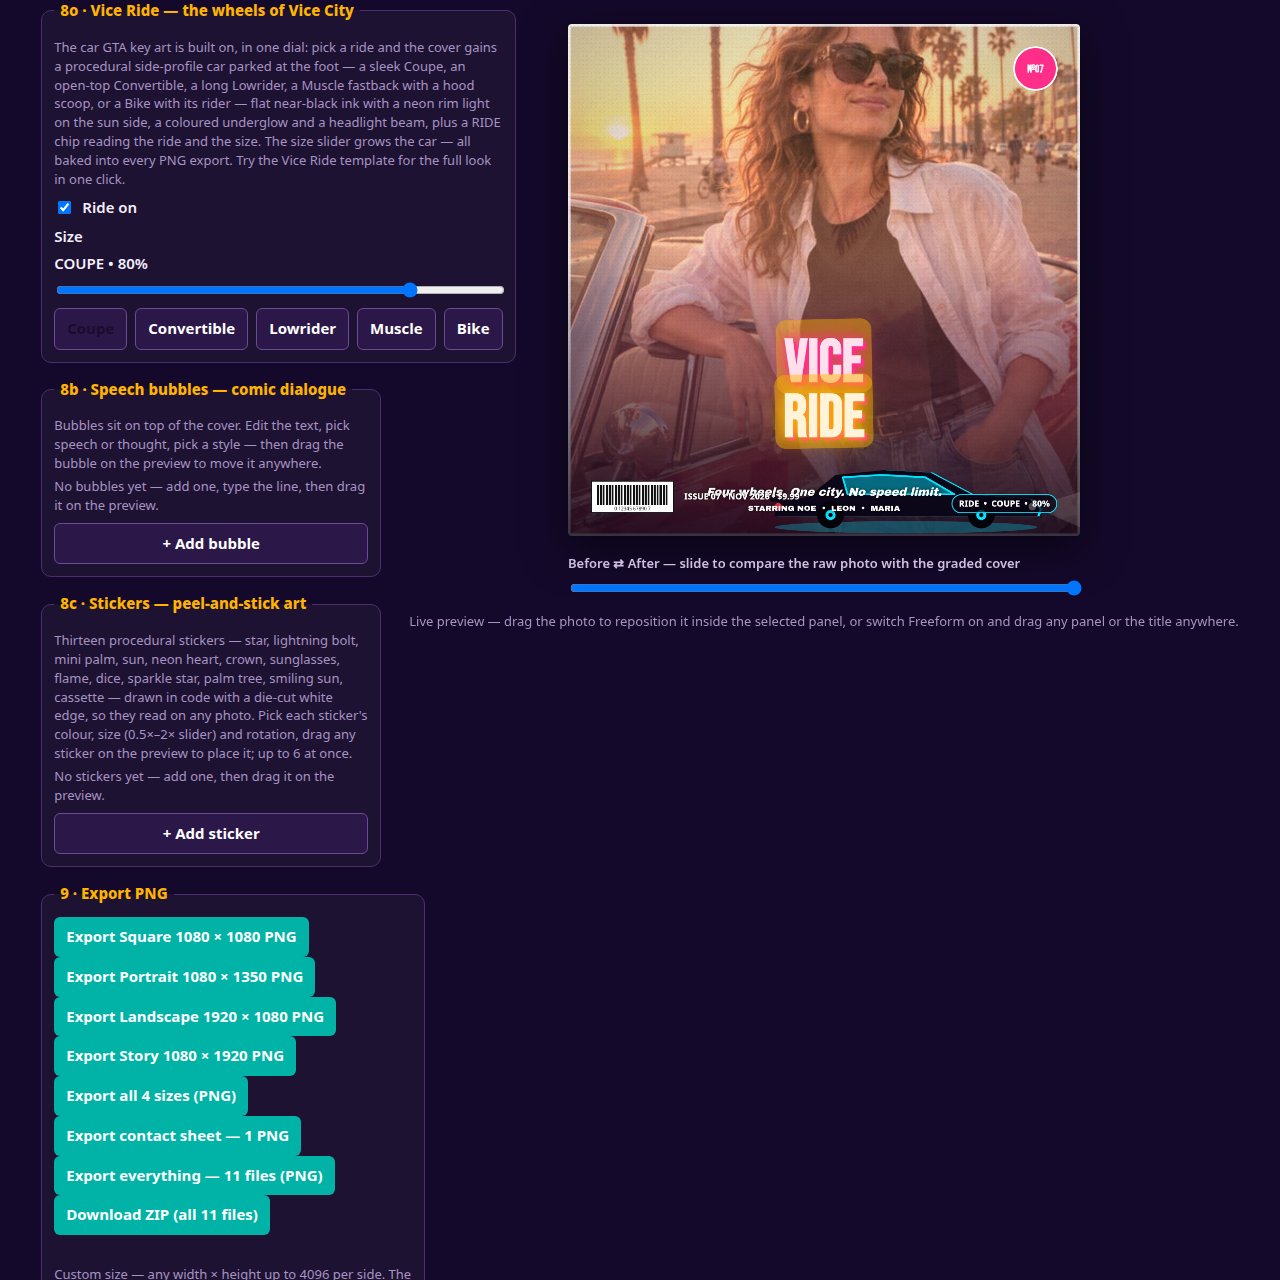 8o · Vice Ride — the wheels of Vice City
The car GTA key art is built on, in one dial: pick a ride and the cover gains
a procedural side-profile car parked at the foot — a sleek Coupe, an
open-top Convertible, a long Lowrider, a Muscle fastback with a hood
scoop, or a Bike with its rider — flat near-black ink with a neon rim light
on the sun side, a coloured underglow and a headlight beam, plus a RIDE
chip reading the ride and the size. The size slider grows the car — all
baked into every PNG export. Try the Vice Ride template for the full look
in one click.
Ride on
Size
COUPE • 80%
Coupe
Convertible
Lowrider
Muscle
Bike
8b · Speech bubbles — comic dialogue
Bubbles sit on top of the cover. Edit the text, pick
speech or thought, pick a style — then drag the
bubble on the preview to move it anywhere.
No bubbles yet — add one, type the line, then drag
it on the preview.
+ Add bubble
8c · Stickers — peel-and-stick art
Thirteen procedural stickers — star, lightning bolt,
mini palm, sun, neon heart, crown, sunglasses,
flame, dice, sparkle star, palm tree, smiling sun,
cassette — drawn in code with a die-cut white
edge, so they read on any photo. Pick each sticker's
colour, size (0.5×–2× slider) and rotation, drag any
sticker on the preview to place it; up to 6 at once.
No stickers yet — add one, then drag it on the
preview.
+ Add sticker
9 · Export PNG
Export Square 1080 × 1080 PNG
Export Portrait 1080 × 1350 PNG
Export Landscape 1920 × 1080 PNG
Export Story 1080 × 1920 PNG
Export all 4 sizes (PNG)
Export contact sheet — 1 PNG
Export everything — 11 files (PNG)
Download ZIP (all 11 files)
Custom size — any width × height up to 4096 per side. The
№07
VICE
RIDE
Four wheels. One city. No speed limit.
ISSUE 07 • NOV 2026 • $9.99
STARRING NOE • LEON • MARIA
RIDE • COUPE • 80%
Before ⇄ After — slide to compare the raw photo with the graded cover
Live preview — drag the photo to reposition it inside the selected panel, or switch Freeform on and drag any panel or the title anywhere.